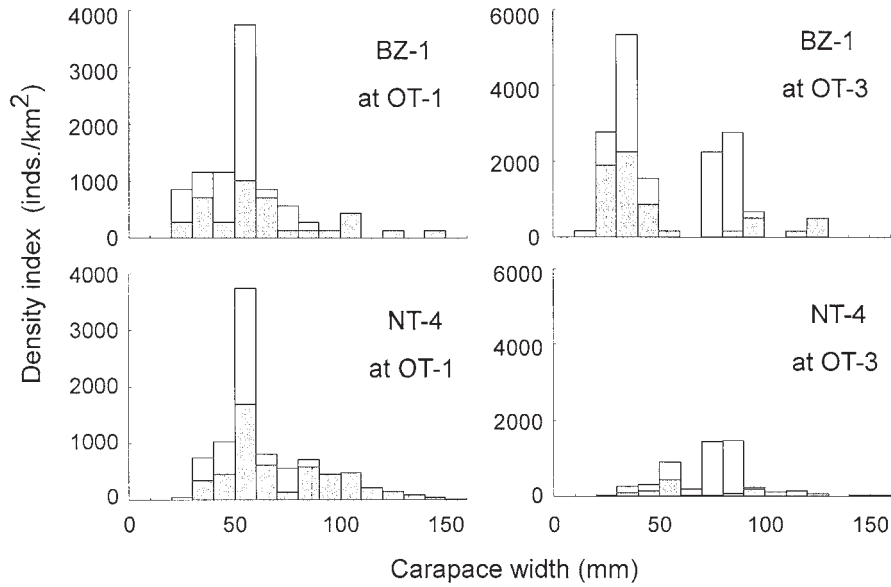 4000
3000
2000
1000
0
BZ-1
at OT-1
6000
4000
2000
0
BZ-1
at OT-3
4000
3000
2000
1000
0
NT-4
at OT-1
6000
4000
2000
0
NT-4
at OT-3
0 50 100 150
0 50 100 150
Density index (inds./km²)
Carapace width (mm)